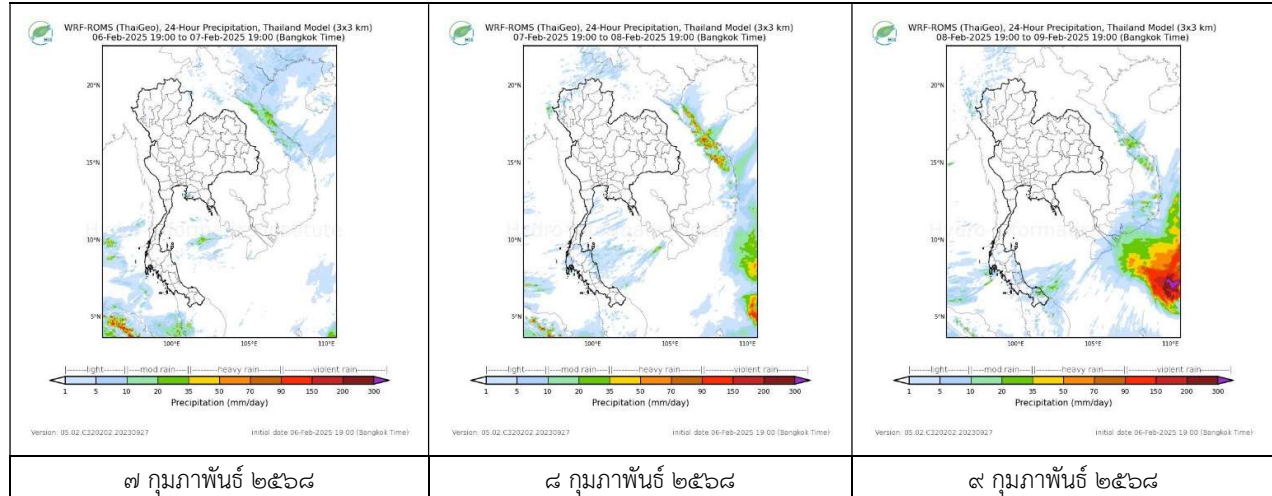 WRF-ROMS (ThaiGeo), 24-Hour Precipitation, Thailand Model (3x3 km)
06-Feb-2025 19:00 to 07-Feb-2025 19:00 (Bangkok Time)
20°N
15°N
10°N
5°N
100°E 105°E 110°E
light mod rain heavy rain violent rain
1 5 10 20 35 50 70 90 150 200 300
Precipitation (mm/day)
Version: 05.02.C320202.20230927 initial date 06-Feb-2025 19:00 (Bangkok Time)
๗ กุมภาพันธ์ ๒๕๖๘
WRF-ROMS (ThaiGeo), 24-Hour Precipitation, Thailand Model (3x3 km)
07-Feb-2025 19:00 to 08-Feb-2025 19:00 (Bangkok Time)
20°N
15°N
10°N
5°N
100°E 105°E 110°E
light mod rain heavy rain violent rain
1 5 10 20 35 50 70 90 150 200 300
Precipitation (mm/day)
Version: 05.02.C320202.20230927 initial date 06-Feb-2025 19:00 (Bangkok Time)
๘ กุมภาพันธ์ ๒๕๖๘
WRF-ROMS (ThaiGeo), 24-Hour Precipitation, Thailand Model (3x3 km)
08-Feb-2025 19:00 to 09-Feb-2025 19:00 (Bangkok Time)
20°N
15°N
10°N
5°N
100°E 105°E 110°E
light mod rain heavy rain violent rain
1 5 10 20 35 50 70 90 150 200 300
Precipitation (mm/day)
Version: 05.02.C320202.20230927 initial date 06-Feb-2025 19:00 (Bangkok Time)
๙ กุมภาพันธ์ ๒๕๖๘